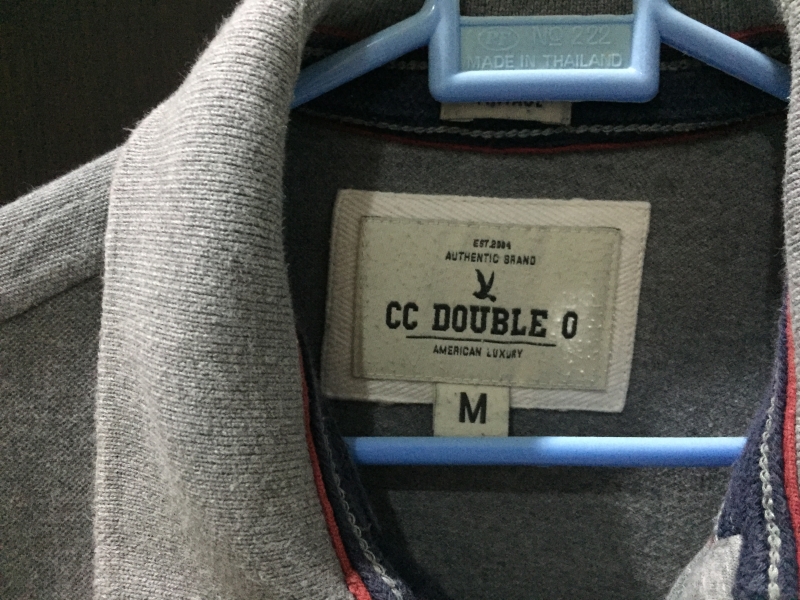 No 222
MADE IN THAILAND
EST.2004
AUTHENTIC BRAND
CC DOUBLE O
AMERICAN LUXURY
M